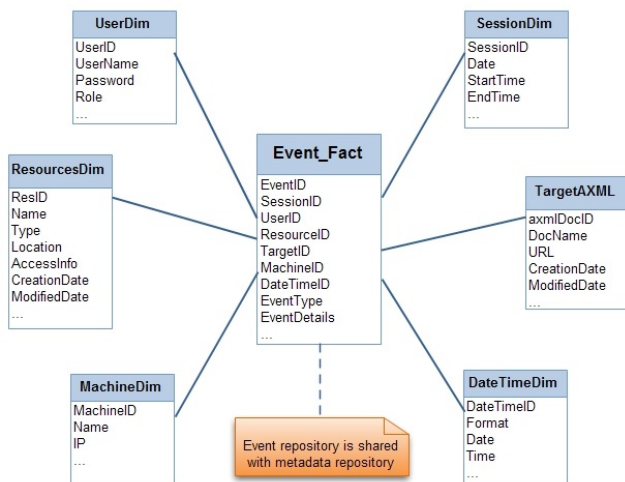 UserDim
UserID
UserName
Password
Role
...
SessionDim
SessionID
Date
StartTime
EndTime
...
Event_Fact
EventID
SessionID
UserID
ResourceID
TargetID
MachineID
DateTimeID
EventType
EventDetails
...
ResourcesDim
ResID
Name
Type
Location
AccessInfo
CreationDate
ModifiedDate
...
TargetAXML
axmlDocID
DocName
URL
CreationDate
ModifiedDate
...
MachineDim
MachineID
Name
IP
...
Event repository is shared
with metadata repository
DateTimeDim
DateTimeID
Format
Date
Time
...